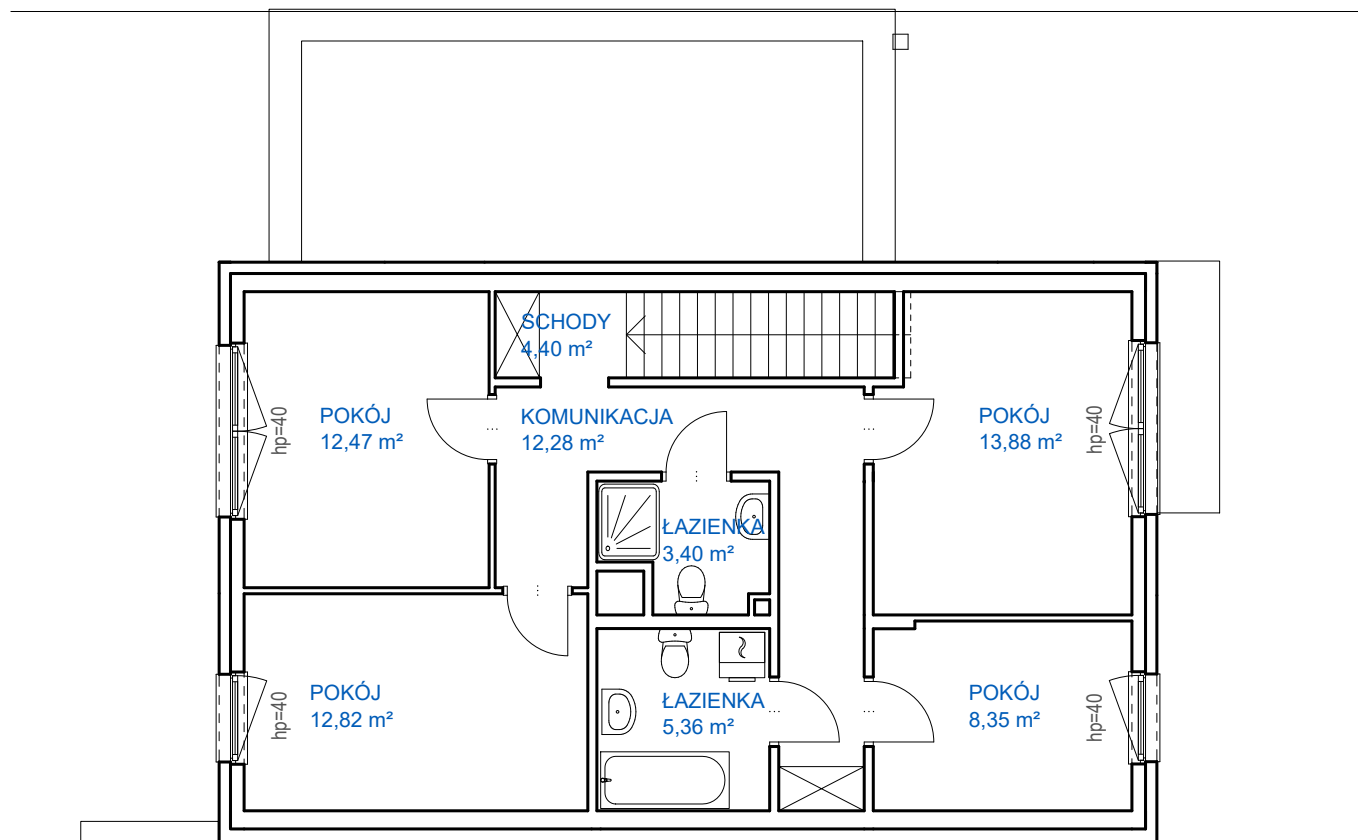 SCHODY
4,40 m²
POKÓJ
12,47 m²
hp=40
KOMUNIKACJA
12,28 m²
POKÓJ
13,88 m²
hp=40
ŁAZIENKA
3,40 m²
POKÓJ
12,82 m²
hp=40
ŁAZIENKA
5,36 m²
POKÓJ
8,35 m²
hp=40